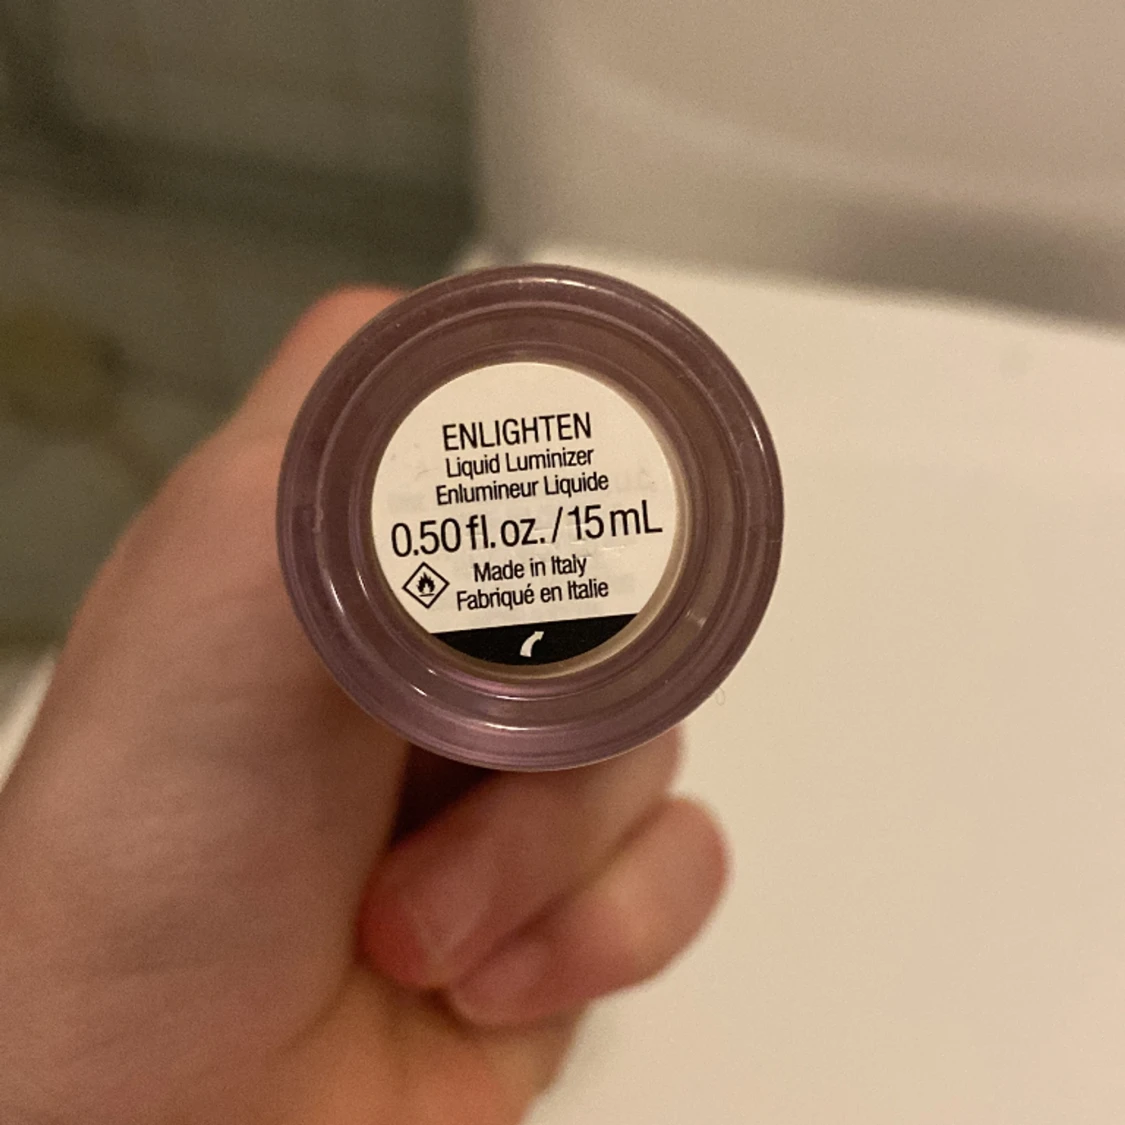 ENLIGHTEN
Liquid Luminizer
Enlumineur Liquide
0.50 fl. oz. / 15 mL
Made in Italy
Fabriqué en Italie